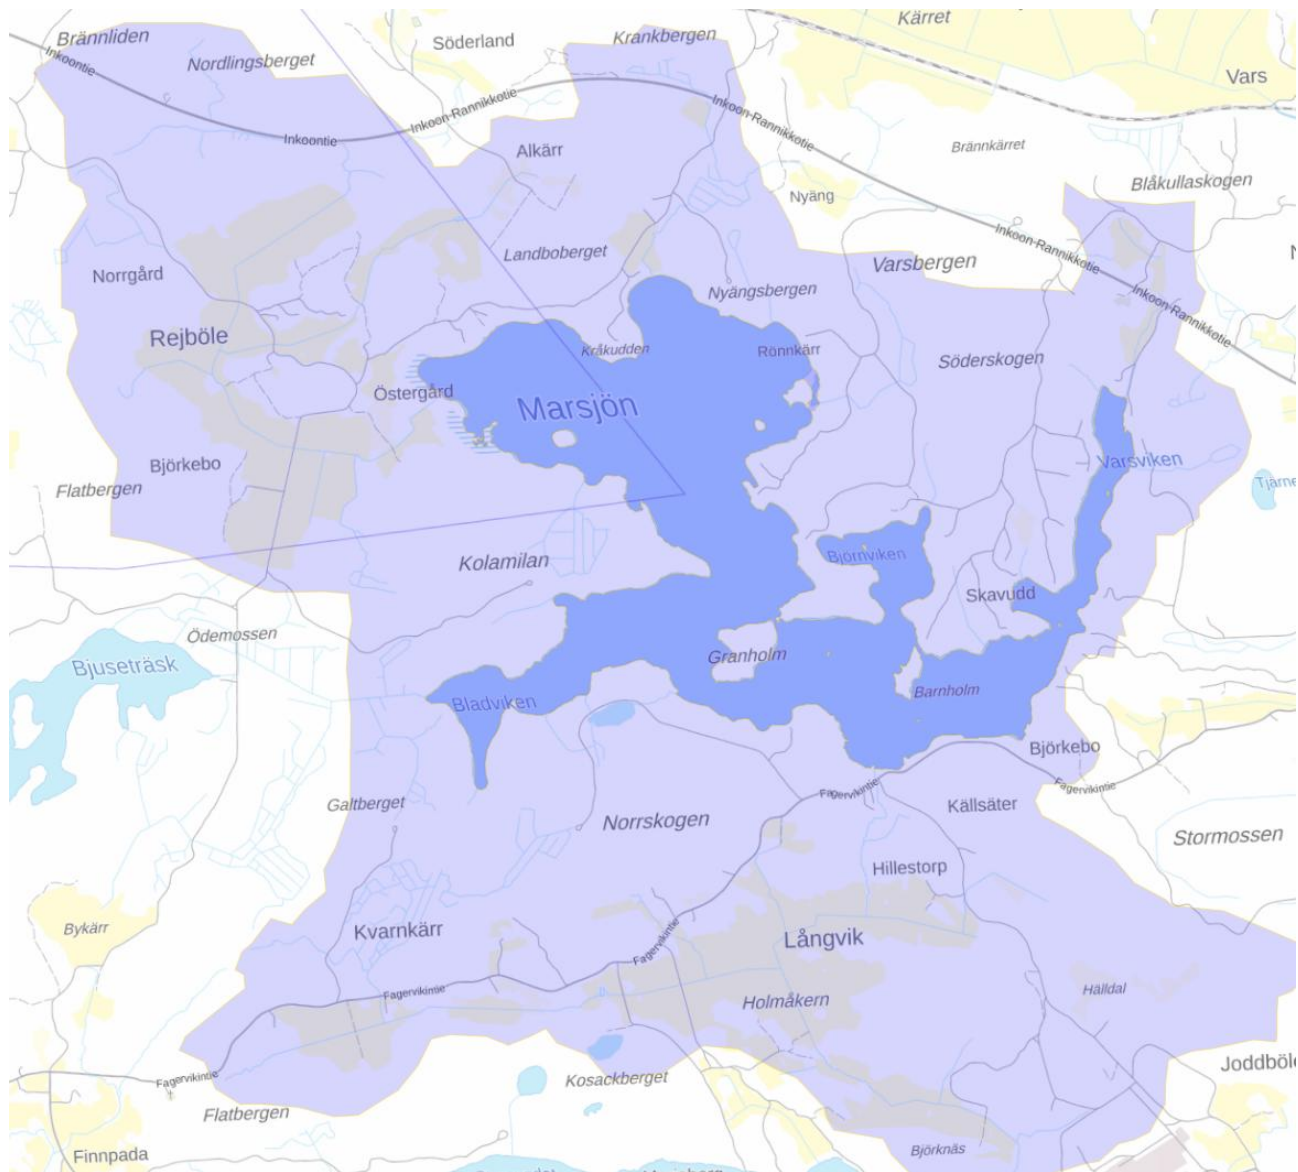 Kärret
Brännliden
Krankbergen
Söderland
Nordlingsberget
Inkoontie
Vars
Inkoon-Rannikkotie
Inkoon-Rannikkotie
Inkoontie
Alkärr
Brännkärret
Blåkullaskogen
Nyäng
Inkoon-Rannikkotie
Landboberget
Varsbergen
Norrgård
Nyängsbergen
Inkoon-Rannikkotie
Rejböle
Kråkudden
Rönnkärr
Söderskogen
Östergård
Marsjön
Björkebo
Varsviken
Flatbergen
Tjärne
Kolamilan
Björnviken
Skavudd
Ödemossen
Bjuseträsk
Granholm
Bladviken
Barnholm
Björkebo
Galtberget
Fagervikintie
Fagervikintie
Källsäter
Norrskogen
Stormossen
Hillestorp
Bykärr
Kvarnkärr
Långvik
Fagervikintie
Fagervikintie
Holmåkern
Hälldal
Joddböle
Fagervikintie
Kosackberget
Flatbergen
Finnpada
Björknäs